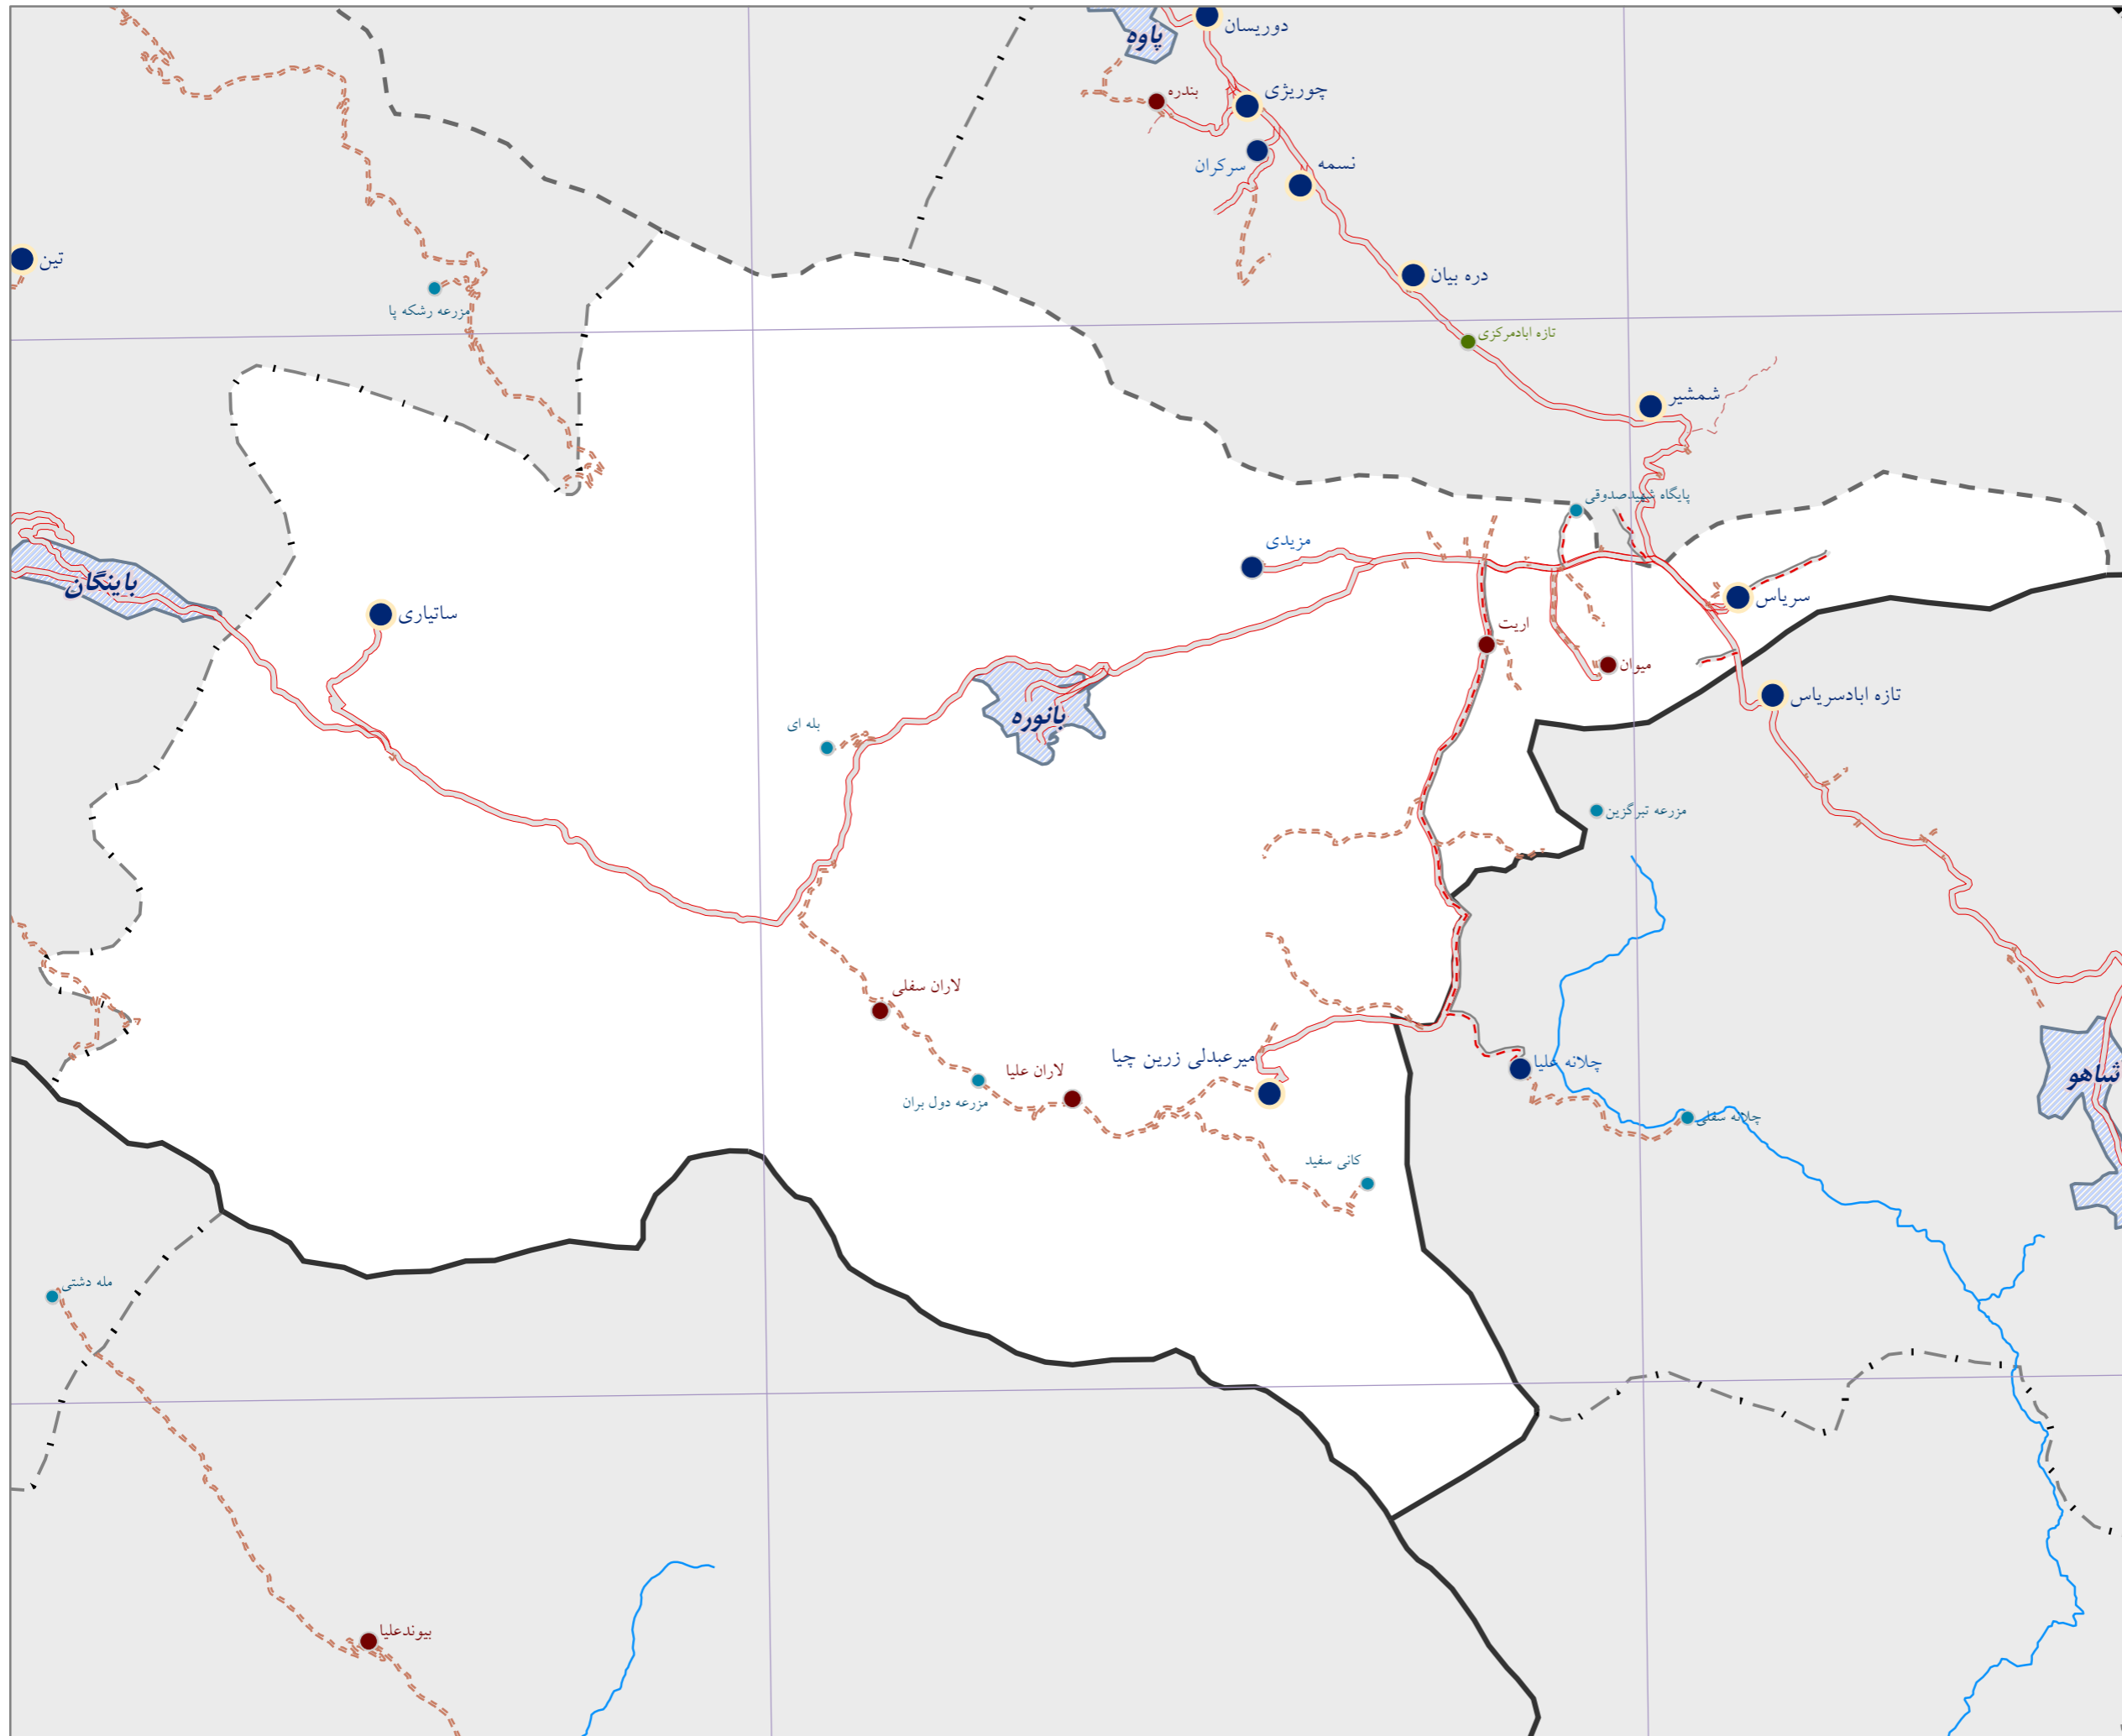 دوریسان
پاوه
چوریژی
بندره
نسمه
سرکران
تین
دره بیان
مزرعه رشکه پا
تازه ابادمرکزی
شمشیر
پایگاه شهیدصدوقی
مزیدی
باینگان
سریاس
ساتیاری
اریت
میوان
تازه ابادسریاس
بانوره
بله ای
مزرعه تبرگزین
لاران سفلی
میرعبدلی زرین چیا
چلانه علیا
لاران علیا
شاهو
مزرعه دول بران
چلانه سفلی
کانی سفید
مله دشتی
بیوندعلیا